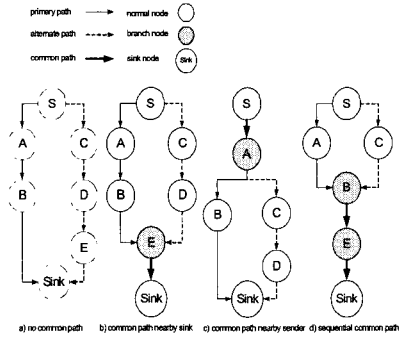 primary path normal node
alternate path branch node
common path Sink sink node
S S S S
A C A C A A C
B D B D B C B
E E D E
Sink Sink Sink Sink
a) no common path b) common path nearby sink c) common path nearby sender d) sequential common path